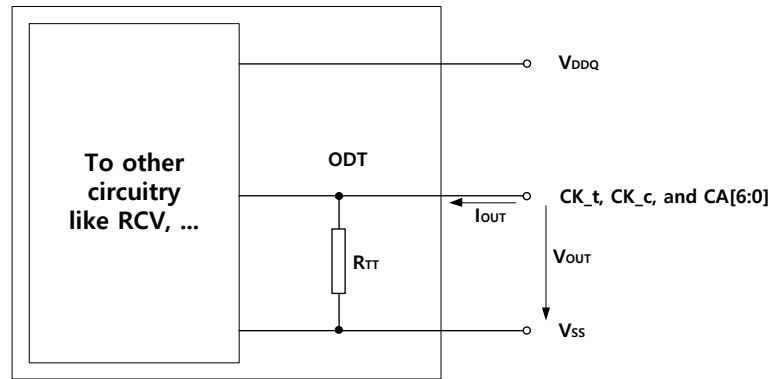 VDDQ
To other
circuitry
like RCV, ...
ODT
CK_t, CK_c, and CA[6:0]
IOUT
RTT
VOUT
VSS